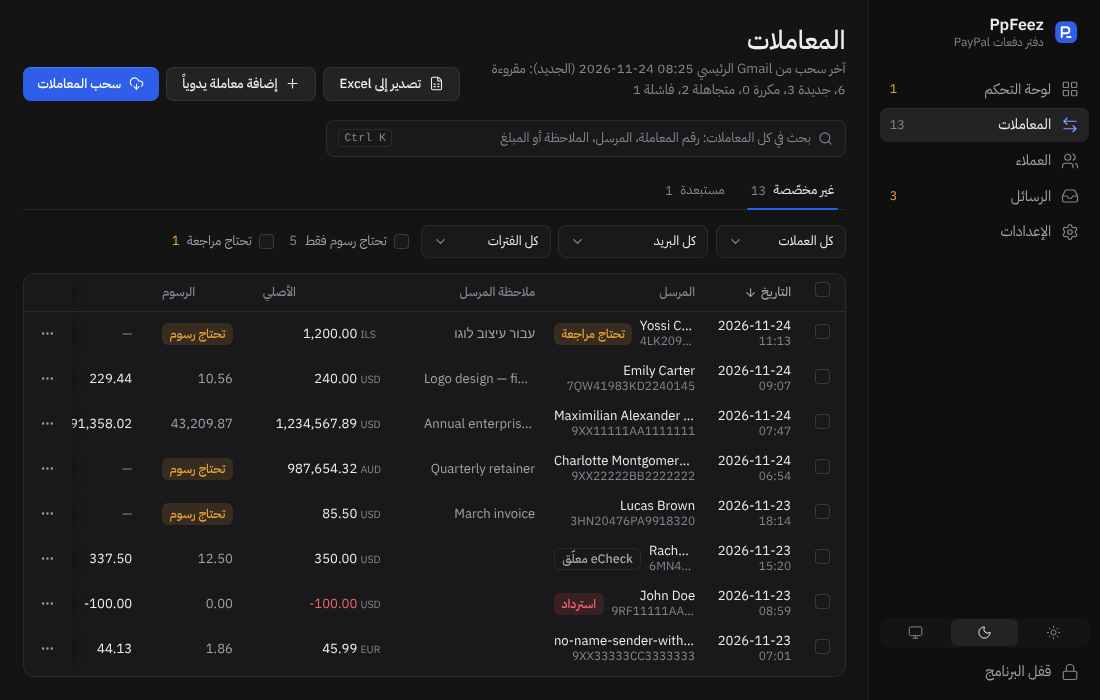 PpFeez
دفتر دفعات PayPal
لوحة التحكم 1
المعاملات 13
العملاء
الرسائل 3
الإعدادات
قفل البرنامج
المعاملات
آخر سحب من Gmail الرئيسي 2026-11-24 08:25 (الجديد): مقروءة
6، جديدة 3، مكررة 0، متجاهلة 2، فاشلة 1
تصدير إلى Excel
إضافة معاملة يدوياً
سحب المعاملات
بحث في كل المعاملات: رقم المعاملة، المرسل، الملاحظة أو المبلغ Ctrl K
غير مخصّصة 13 مستبعدة 1
كل العملات كل البريد كل الفترات تحتاج رسوم فقط 5 تحتاج مراجعة 1
التاريخ المرسل ملاحظة المرسل الأصلي الرسوم
2026-11-24 Yossi C... تحتاج مراجعة עבור עיצוב לוגו 1,200.00 ILS تحتاج رسوم —
11:13 4LK209...
2026-11-24 Emily Carter Logo design — fi... 240.00 USD 10.56 229.44
09:07 7QW41983KD2240145
2026-11-24 Maximilian Alexander ... Annual enterpris... 1,234,567.89 USD 43,209.87 91,358.02
07:47 9XX11111AA1111111
2026-11-24 Charlotte Montgomer... Quarterly retainer 987,654.32 AUD تحتاج رسوم —
06:54 9XX22222BB2222222
2026-11-23 Lucas Brown March invoice 85.50 USD تحتاج رسوم —
18:14 3HN20476PA9918320
2026-11-23 Rach... eCheck معلّق 350.00 USD 12.50 337.50
15:20 6MN4...
2026-11-23 John Doe استرداد -100.00 USD 0.00 -100.00
08:59 9RF11111AA...
2026-11-23 no-name-sender-with... 45.99 EUR 1.86 44.13
07:01 9XX33333CC3333333